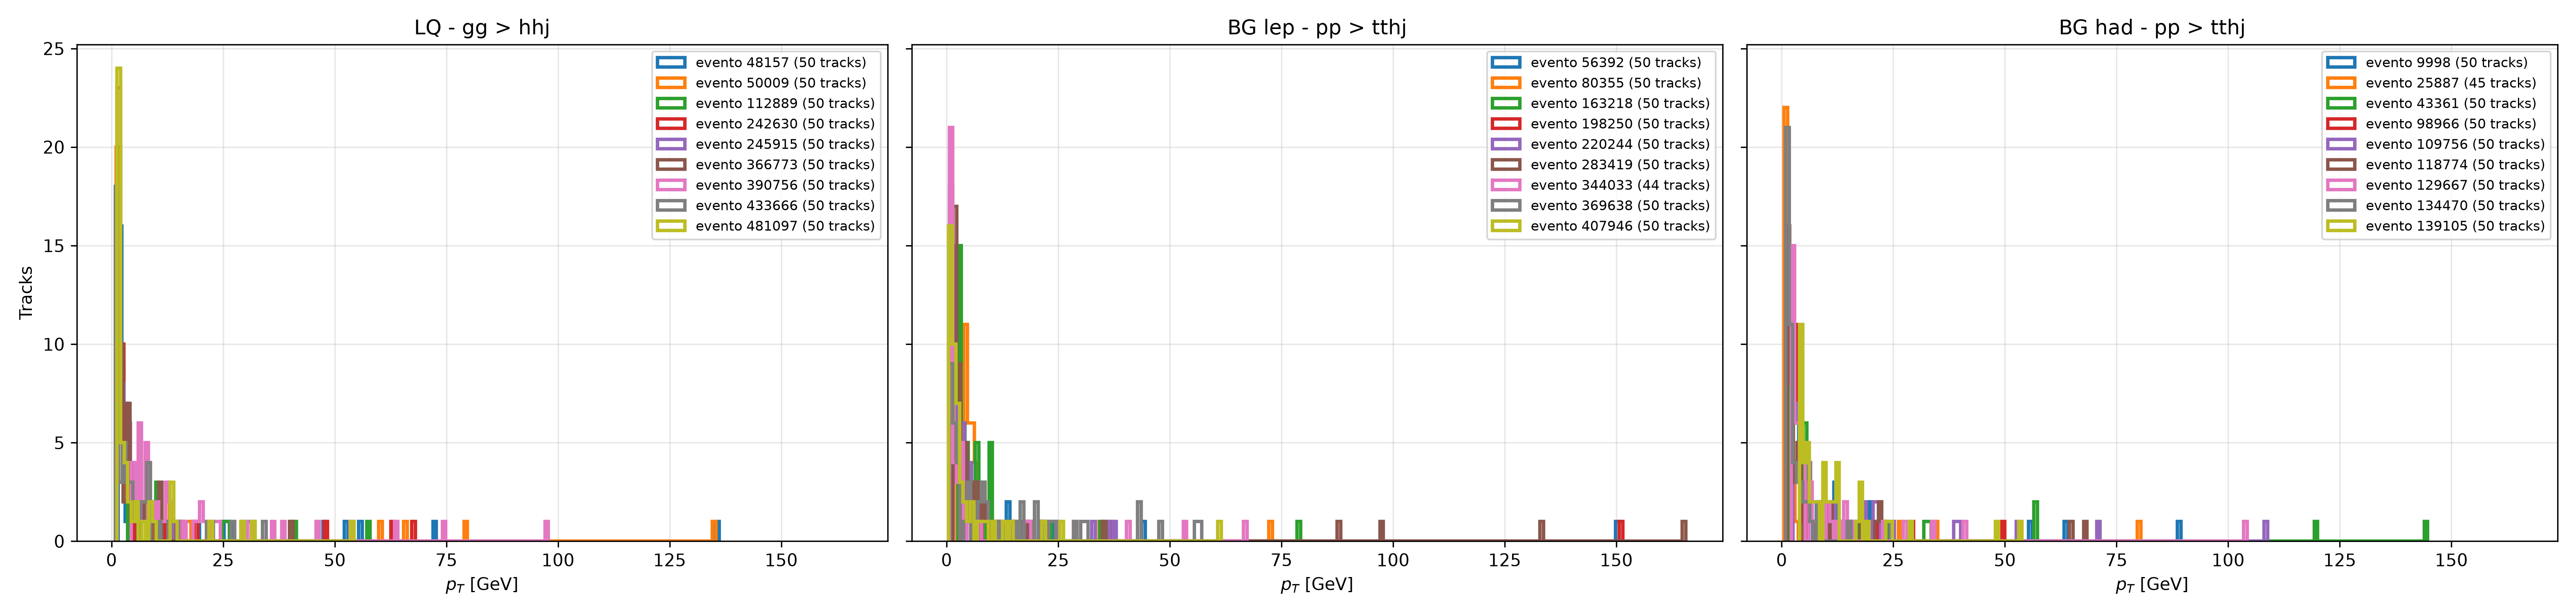 LQ - gg > hhj
25
20
15
10
5
0
Tracks
evento 48157 (50 tracks)
evento 50009 (50 tracks)
evento 112889 (50 tracks)
evento 242630 (50 tracks)
evento 245915 (50 tracks)
evento 366773 (50 tracks)
evento 390756 (50 tracks)
evento 433666 (50 tracks)
evento 481097 (50 tracks)
0 25 50 75 100 125 150
p_T [GeV]
BG lep - pp > tthj
evento 56392 (50 tracks)
evento 80355 (50 tracks)
evento 163218 (50 tracks)
evento 198250 (50 tracks)
evento 220244 (50 tracks)
evento 283419 (50 tracks)
evento 344033 (44 tracks)
evento 369638 (50 tracks)
evento 407946 (50 tracks)
0 25 50 75 100 125 150
p_T [GeV]
BG had - pp > tthj
evento 9998 (50 tracks)
evento 25887 (45 tracks)
evento 43361 (50 tracks)
evento 98966 (50 tracks)
evento 109756 (50 tracks)
evento 118774 (50 tracks)
evento 129667 (50 tracks)
evento 134470 (50 tracks)
evento 139105 (50 tracks)
0 25 50 75 100 125 150
p_T [GeV]